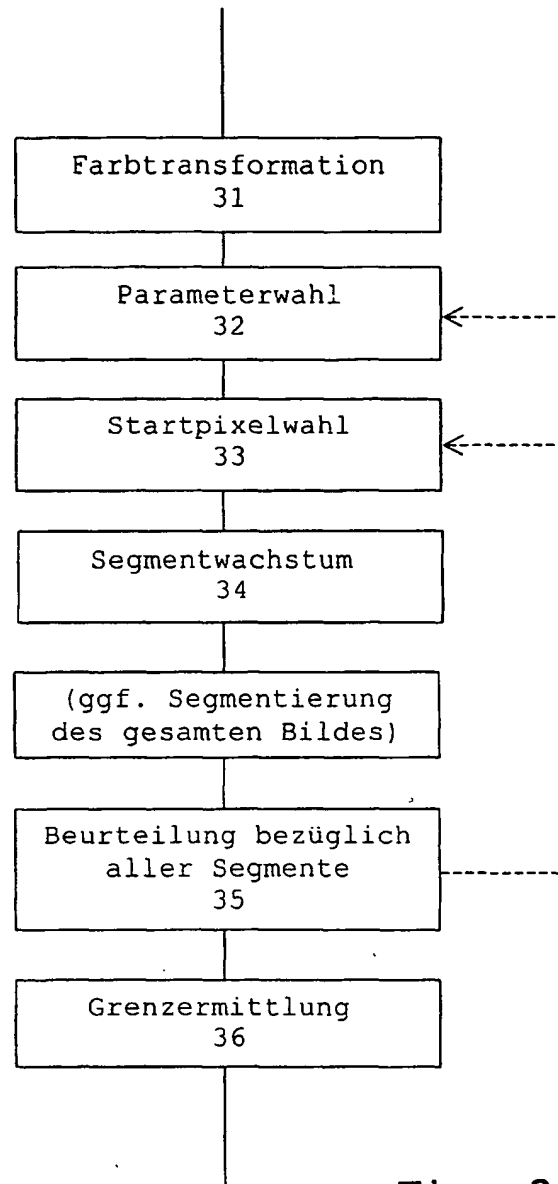 Farbtransformation
31
Parameterwahl
32
Startpixelwahl
33
Segmentwachstum
34
(ggf. Segmentierung
des gesamten Bildes)
Beurteilung bezüglich
aller Segmente
35
Grenzermittlung
36